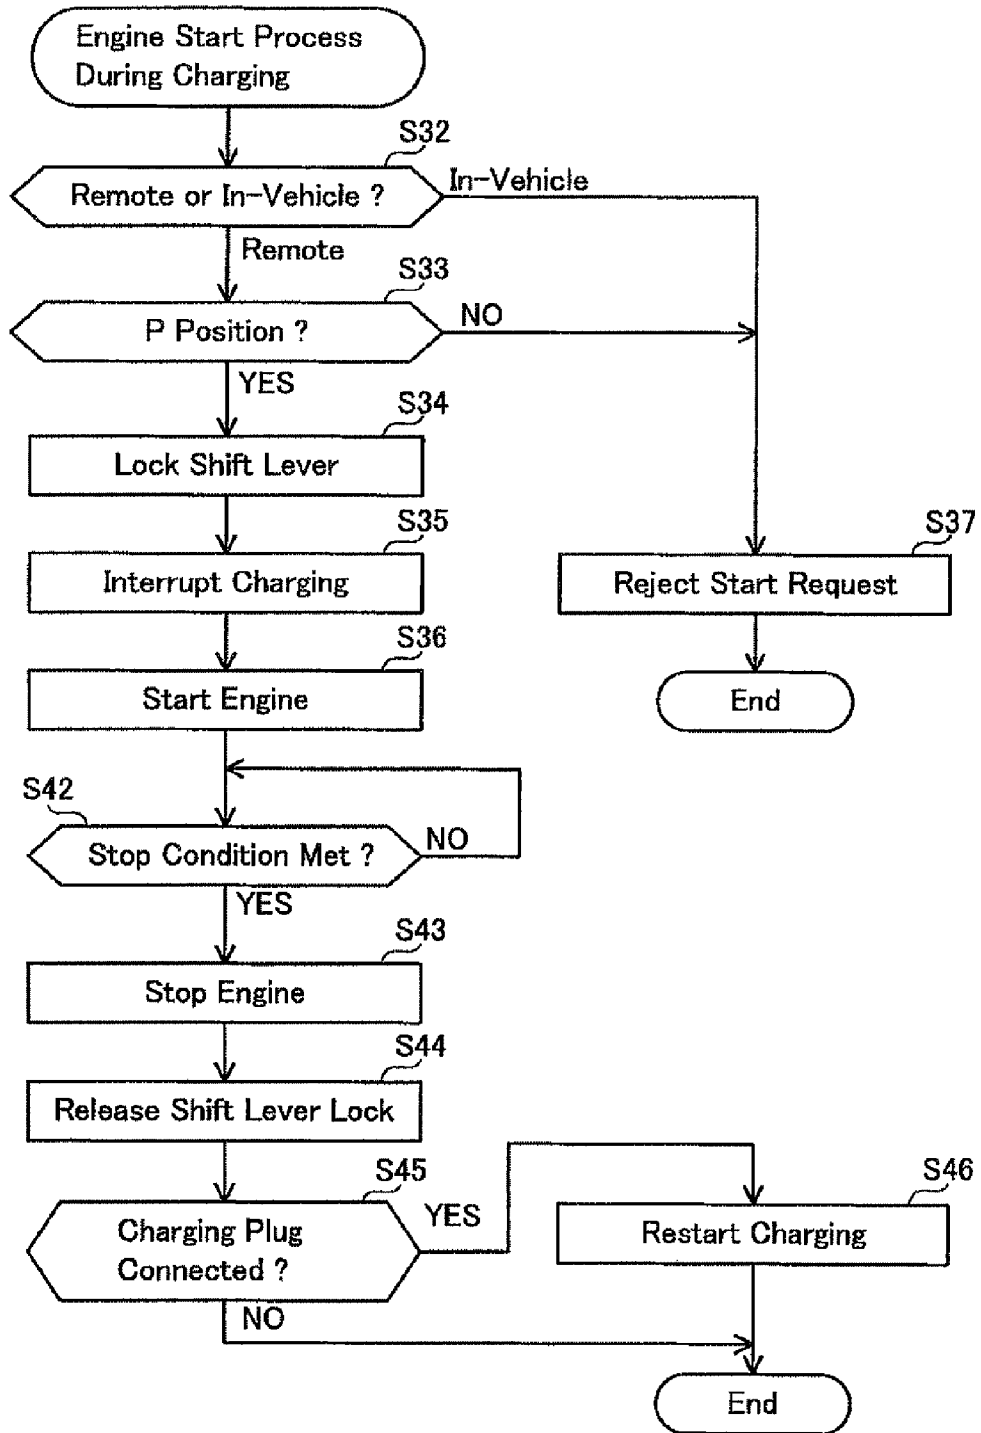 Engine Start Process
During Charging
S32
Remote or In-Vehicle ?
In-Vehicle
Remote
S33
P Position ?
NO
YES
S34
Lock Shift Lever
S35
Interrupt Charging
S37
Reject Start Request
S36
Start Engine
End
S42
Stop Condition Met ?
NO
YES
S43
Stop Engine
S44
Release Shift Lever Lock
S45
Charging Plug
Connected ?
YES
S46
Restart Charging
NO
End